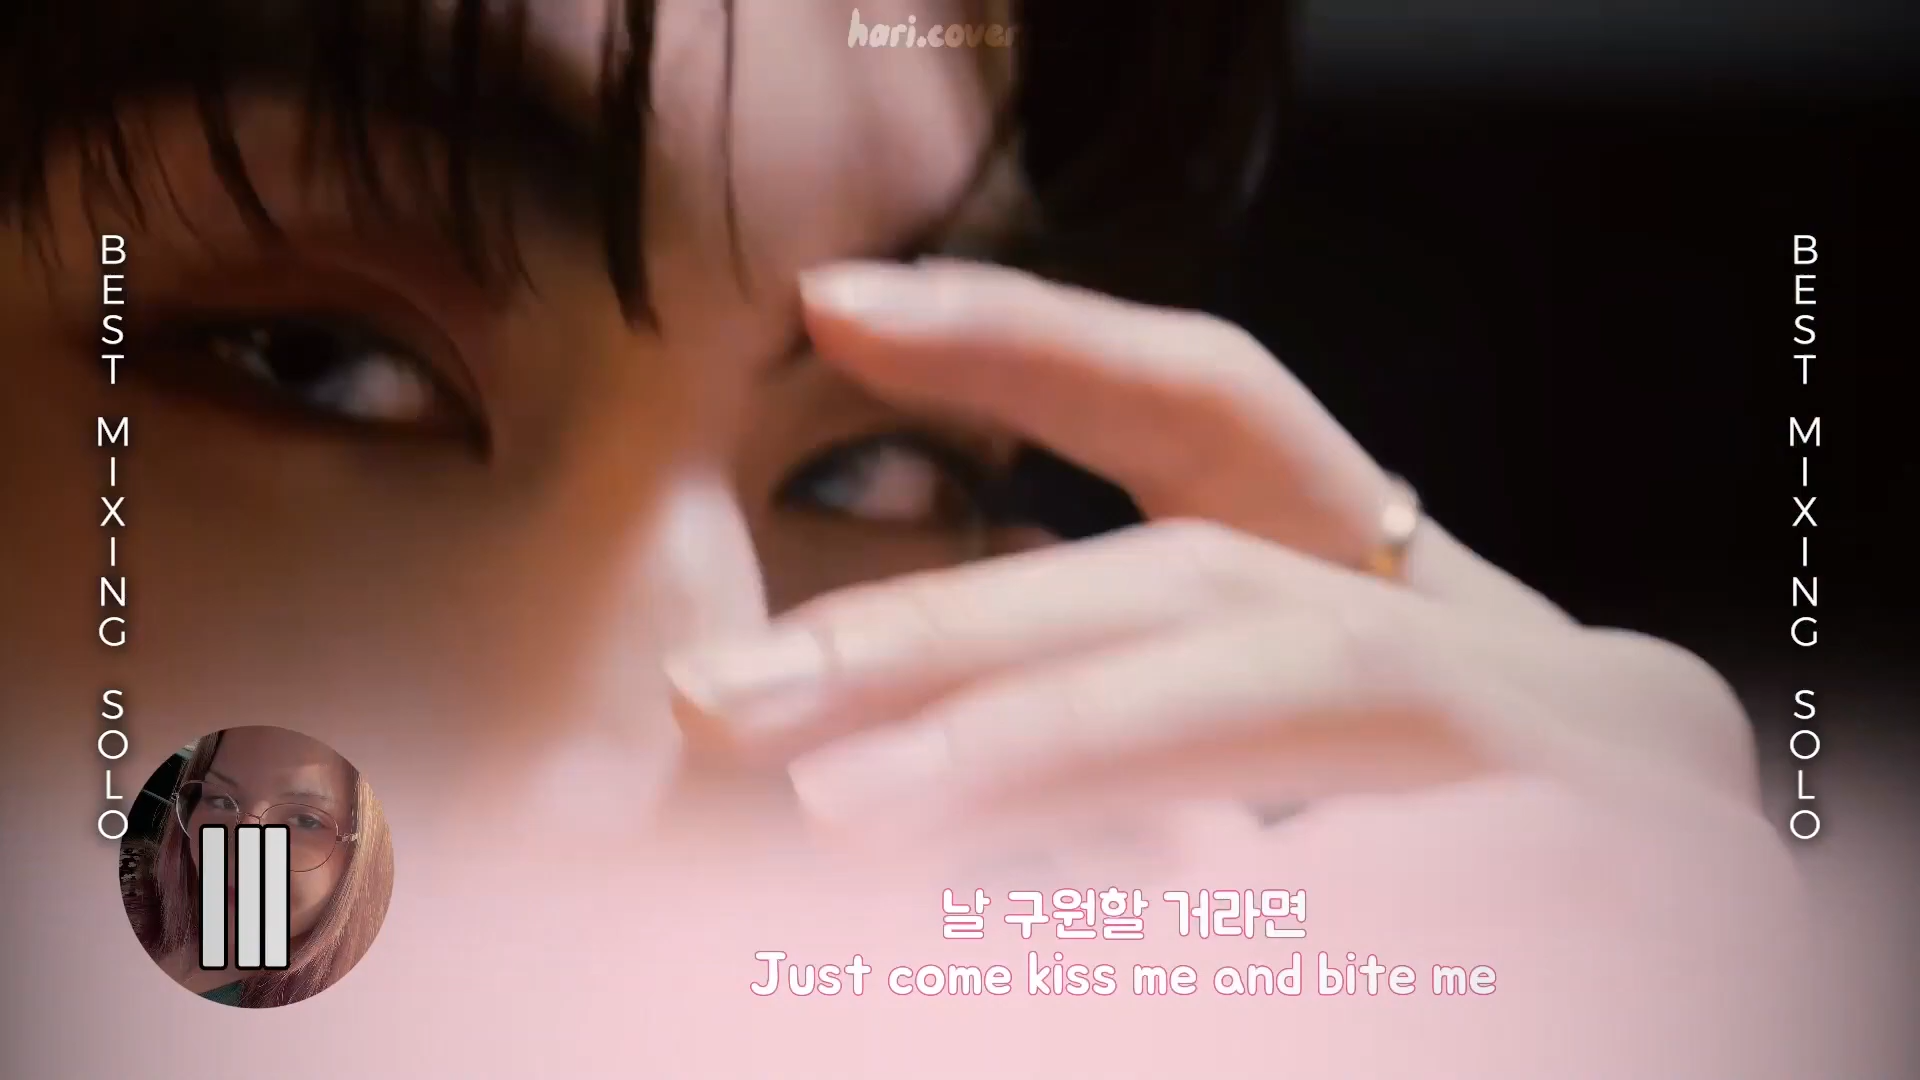 hari.cover
BEST MIXING SOLO
BEST MIXING SOLO
날 구원할 거라면
Just come kiss me and bite me